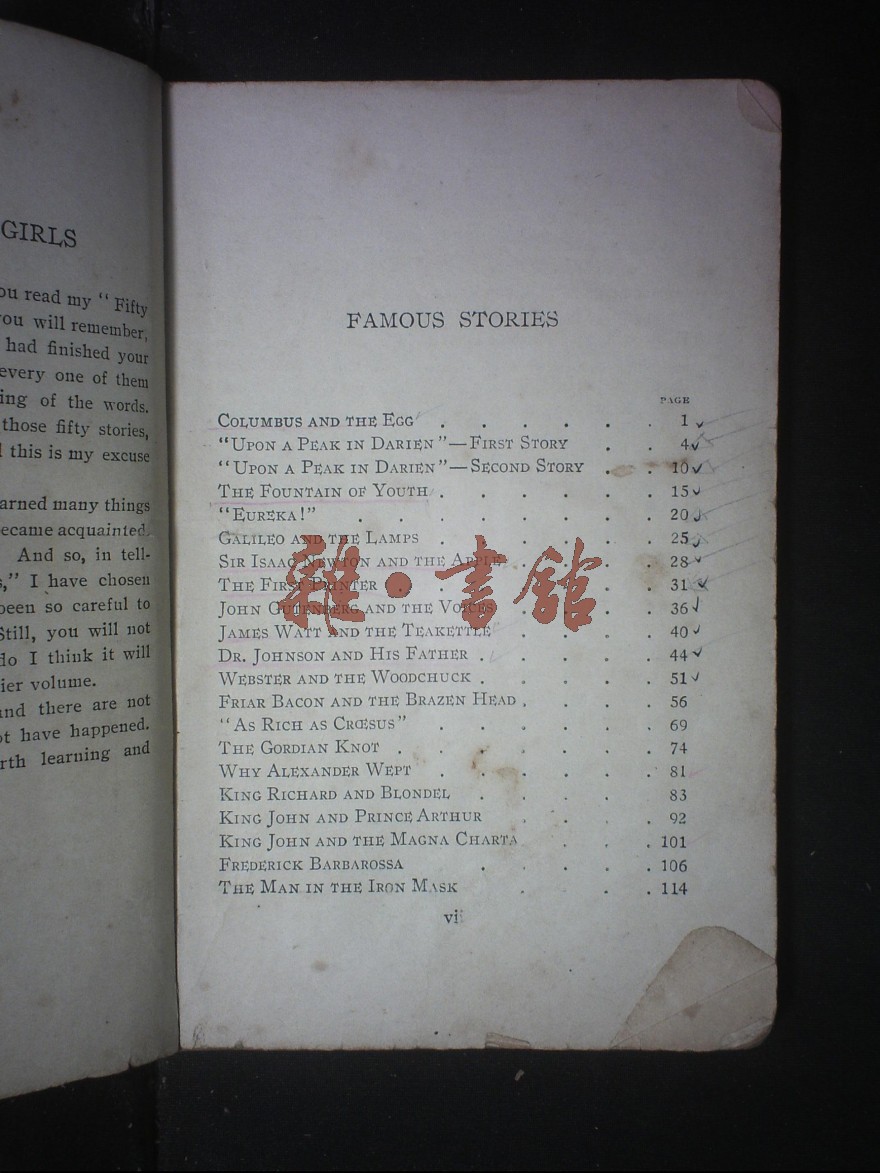 GIRLS
ou read my "Fifty
you will remember,
had finished your
every one of them
ing of the words.
those fifty stories,
this is my excuse
arned many things
ecame acquainted.
And so, in tell-
," I have chosen
been so careful to
Still, you will not
do I think it will
ier volume.
and there are not
ot have happened.
rth learning and
FAMOUS STORIES
PAGE
COLUMBUS AND THE EGG . . . . . . 1
"UPON A PEAK IN DARIEN"—FIRST STORY . . 4
"UPON A PEAK IN DARIEN"—SECOND STORY . . 10
THE FOUNTAIN OF YOUTH . . . . . . 15
"EUREKA!" . . . . . . . . 20
GALILEO AND THE LAMPS . . . . . . 25
SIR ISAAC NEWTON AND THE APPLE . . . . 28
THE FIRST PRINTER . . . . . . . 31
JOHN GUTENBERG AND THE VOICES . . . . 36
JAMES WATT AND THE TEAKETTLE . . . . 40
DR. JOHNSON AND HIS FATHER . . . . . 44
WEBSTER AND THE WOODCHUCK . . . . . 51
FRIAR BACON AND THE BRAZEN HEAD . . . . 56
"AS RICH AS CRŒSUS" . . . . . . 69
THE GORDIAN KNOT . . . . . . . 74
WHY ALEXANDER WEPT . . . . . . 81
KING RICHARD AND BLONDEL . . . . 83
KING JOHN AND PRINCE ARTHUR . . . . 92
KING JOHN AND THE MAGNA CHARTA . . . 101
FREDERICK BARBAROSSA . . . . . 106
THE MAN IN THE IRON MASK . . . 114
雜·書館